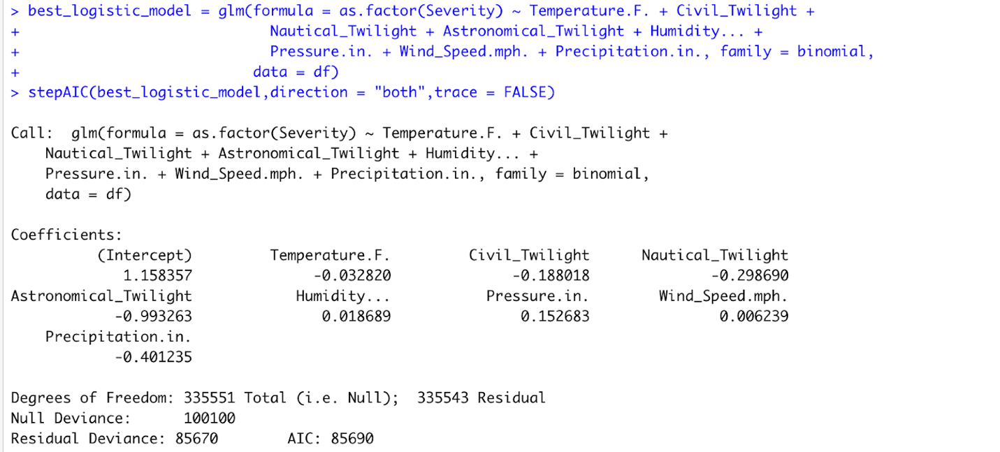 > best_logistic_model = glm(formula = as.factor(Severity) ~ Temperature.F. + Civil_Twilight +
+                             Nautical_Twilight + Astronomical_Twilight + Humidity... +
+                             Pressure.in. + Wind_Speed.mph. + Precipitation.in., family = binomial,
+                           data = df)
> stepAIC(best_logistic_model,direction = "both",trace = FALSE)

Call:  glm(formula = as.factor(Severity) ~ Temperature.F. + Civil_Twilight +
    Nautical_Twilight + Astronomical_Twilight + Humidity... +
    Pressure.in. + Wind_Speed.mph. + Precipitation.in., family = binomial,
    data = df)

Coefficients:
          (Intercept)         Temperature.F.         Civil_Twilight      Nautical_Twilight
             1.158357              -0.032820              -0.188018              -0.298690
Astronomical_Twilight            Humidity...           Pressure.in.        Wind_Speed.mph.
            -0.993263               0.018689               0.152683               0.006239
    Precipitation.in.
            -0.401235

Degrees of Freedom: 335551 Total (i.e. Null);  335543 Residual
Null Deviance:      100100
Residual Deviance: 85670        AIC: 85690